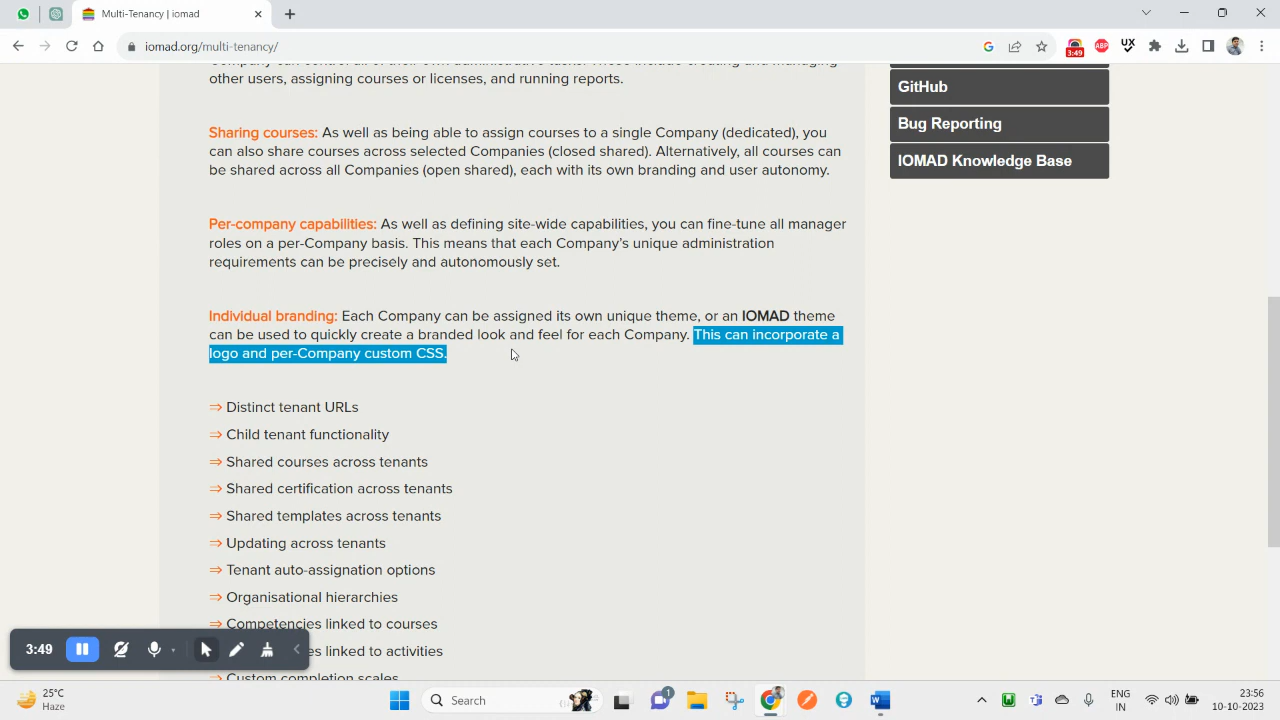 Multi-Tenancy | iomad
iomad.org/multi-tenancy/
3:49
ABP
UX
other users, assigning courses or licenses, and running reports.
Sharing courses: As well as being able to assign courses to a single Company (dedicated), you
can also share courses across selected Companies (closed shared). Alternatively, all courses can
be shared across all Companies (open shared), each with its own branding and user autonomy.
Per-company capabilities: As well as defining site-wide capabilities, you can fine-tune all manager
roles on a per-Company basis. This means that each Company's unique administration
requirements can be precisely and autonomously set.
Individual branding: Each Company can be assigned its own unique theme, or an IOMAD theme
can be used to quickly create a branded look and feel for each Company. This can incorporate a
logo and per-Company custom CSS.
⇒ Distinct tenant URLs
⇒ Child tenant functionality
⇒ Shared courses across tenants
⇒ Shared certification across tenants
⇒ Shared templates across tenants
⇒ Updating across tenants
⇒ Tenant auto-assignation options
⇒ Organisational hierarchies
⇒ Competencies linked to courses
es linked to activities
Custom completion scales
GitHub
Bug Reporting
IOMAD Knowledge Base
3:49
25°C
Haze
Search
1
ENG
IN
23:56
10-10-2023